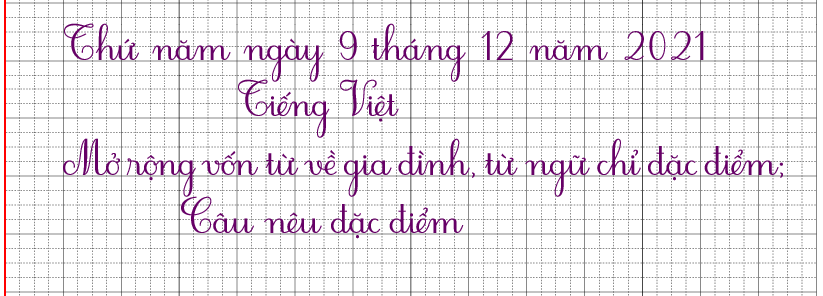 Thứ năm ngày 9 tháng 12 năm 2021
Tiếng Việt
Mở rộng vốn từ về gia đình, từ ngữ chỉ đặc điểm;
Câu nêu đặc điểm